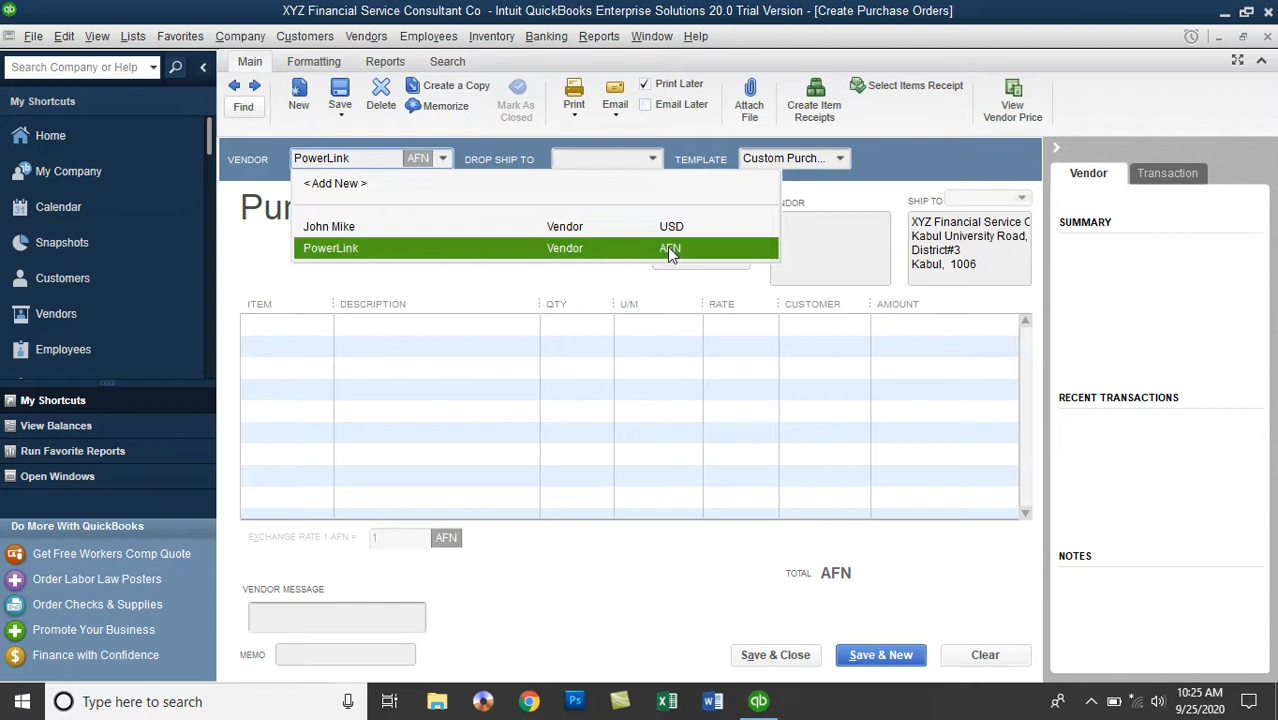 XYZ Financial Service Consultant Co - Intuit QuickBooks Enterprise Solutions 20.0 Trial Version - [Create Purchase Orders]
File Edit View Lists Favorites Company Customers Vendors Employees Inventory Banking Reports Window Help
Search Company or Help
My Shortcuts
Home
My Company
Calendar
Snapshots
Customers
Vendors
Employees
My Shortcuts
View Balances
Run Favorite Reports
Open Windows
Do More With QuickBooks
Get Free Workers Comp Quote
Order Labor Law Posters
Order Checks & Supplies
Promote Your Business
Finance with Confidence
Main Formatting Reports Search
Find
New
Save
Delete
Create a Copy
Memorize
Mark As
Closed
Print
Email
Print Later
Email Later
Attach
File
Create Item
Receipts
Select Items Receipt
View
Vendor Price
VENDOR PowerLink AFN DROP SHIP TO TEMPLATE Custom Purch...
< Add New >
John Mike Vendor USD
PowerLink Vendor AFN
Pur
SHIP TO
XYZ Financial Service C
Kabul University Road,
District#3
Kabul, 1006
ITEM DESCRIPTION QTY U/M RATE CUSTOMER AMOUNT
EXCHANGE RATE 1 AFN = 1 AFN
TOTAL AFN
VENDOR MESSAGE
MEMO
Save & Close Save & New Clear
Vendor Transaction
SUMMARY
RECENT TRANSACTIONS
NOTES
Type here to search
10:25 AM
9/25/2020